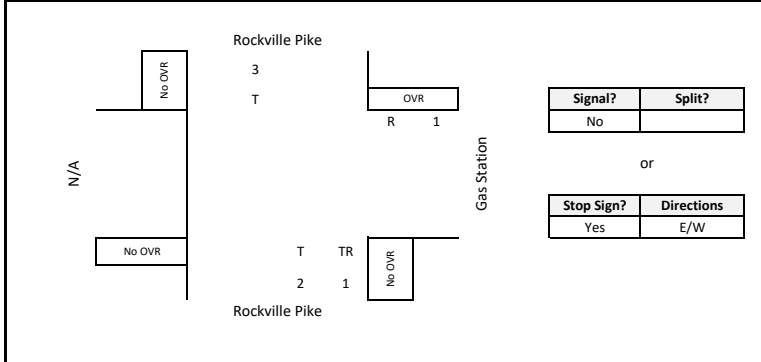 Rockville Pike
No OVR
3
T
OVR
R 1
N/A
Gas Station
No OVR
T TR
2 1
No OVR
Rockville Pike
Signal? Split?
No
or
Stop Sign? Directions
Yes E/W